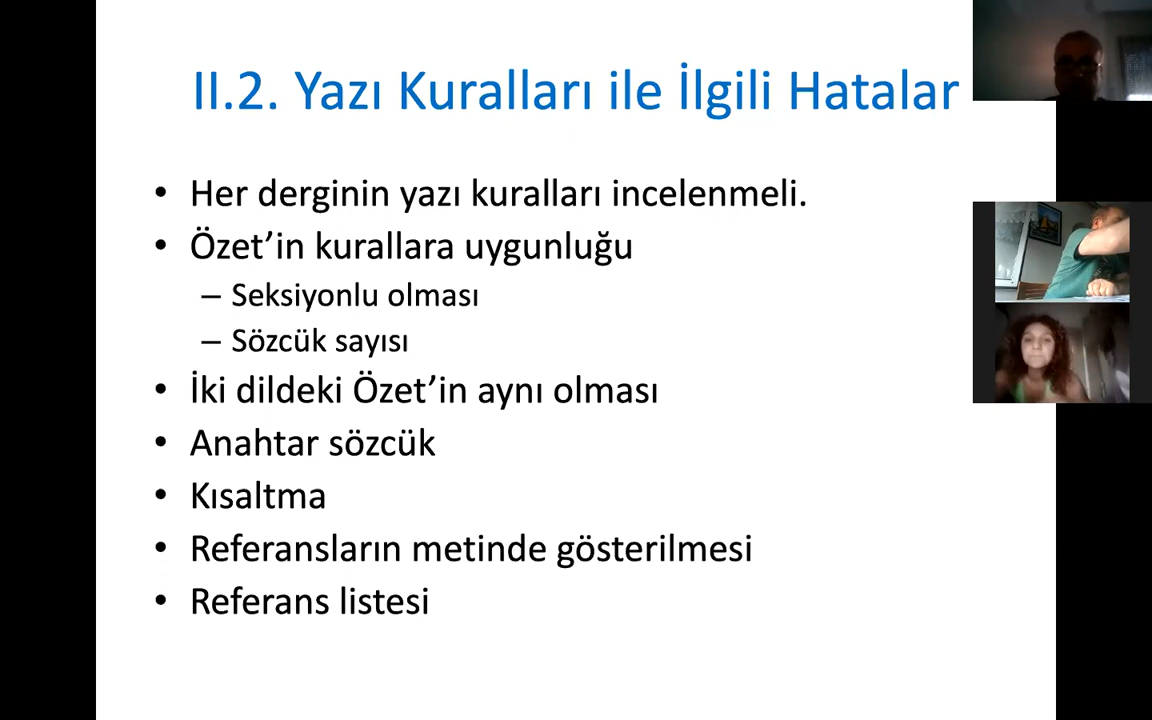 II.2. Yazı Kuralları ile İlgili Hatalar
• Her derginin yazı kuralları incelenmeli.
• Özet’in kurallara uygunluğu
– Seksiyonlu olması
– Sözcük sayısı
• İki dildeki Özet’in aynı olması
• Anahtar sözcük
• Kısaltma
• Referansların metinde gösterilmesi
• Referans listesi